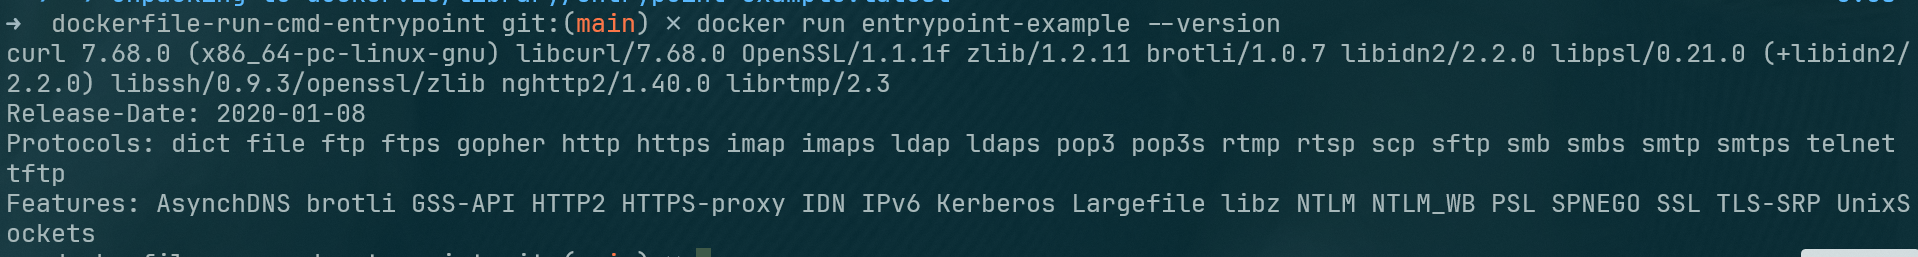 ➜  dockerfile-run-cmd-entrypoint git:(main) ✗ docker run entrypoint-example --version
curl 7.68.0 (x86_64-pc-linux-gnu) libcurl/7.68.0 OpenSSL/1.1.1f zlib/1.2.11 brotli/1.0.7 libidn2/2.2.0 libpsl/0.21.0 (+libidn2/
2.2.0) libssh/0.9.3/openssl/zlib nghttp2/1.40.0 librtmp/2.3
Release-Date: 2020-01-08
Protocols: dict file ftp ftps gopher http https imap imaps ldap ldaps pop3 pop3s rtmp rtsp scp sftp smb smbs smtp smtps telnet
tftp
Features: AsynchDNS brotli GSS-API HTTP2 HTTPS-proxy IDN IPv6 Kerberos Largefile libz NTLM NTLM_WB PSL SPNEGO SSL TLS-SRP UnixS
ockets